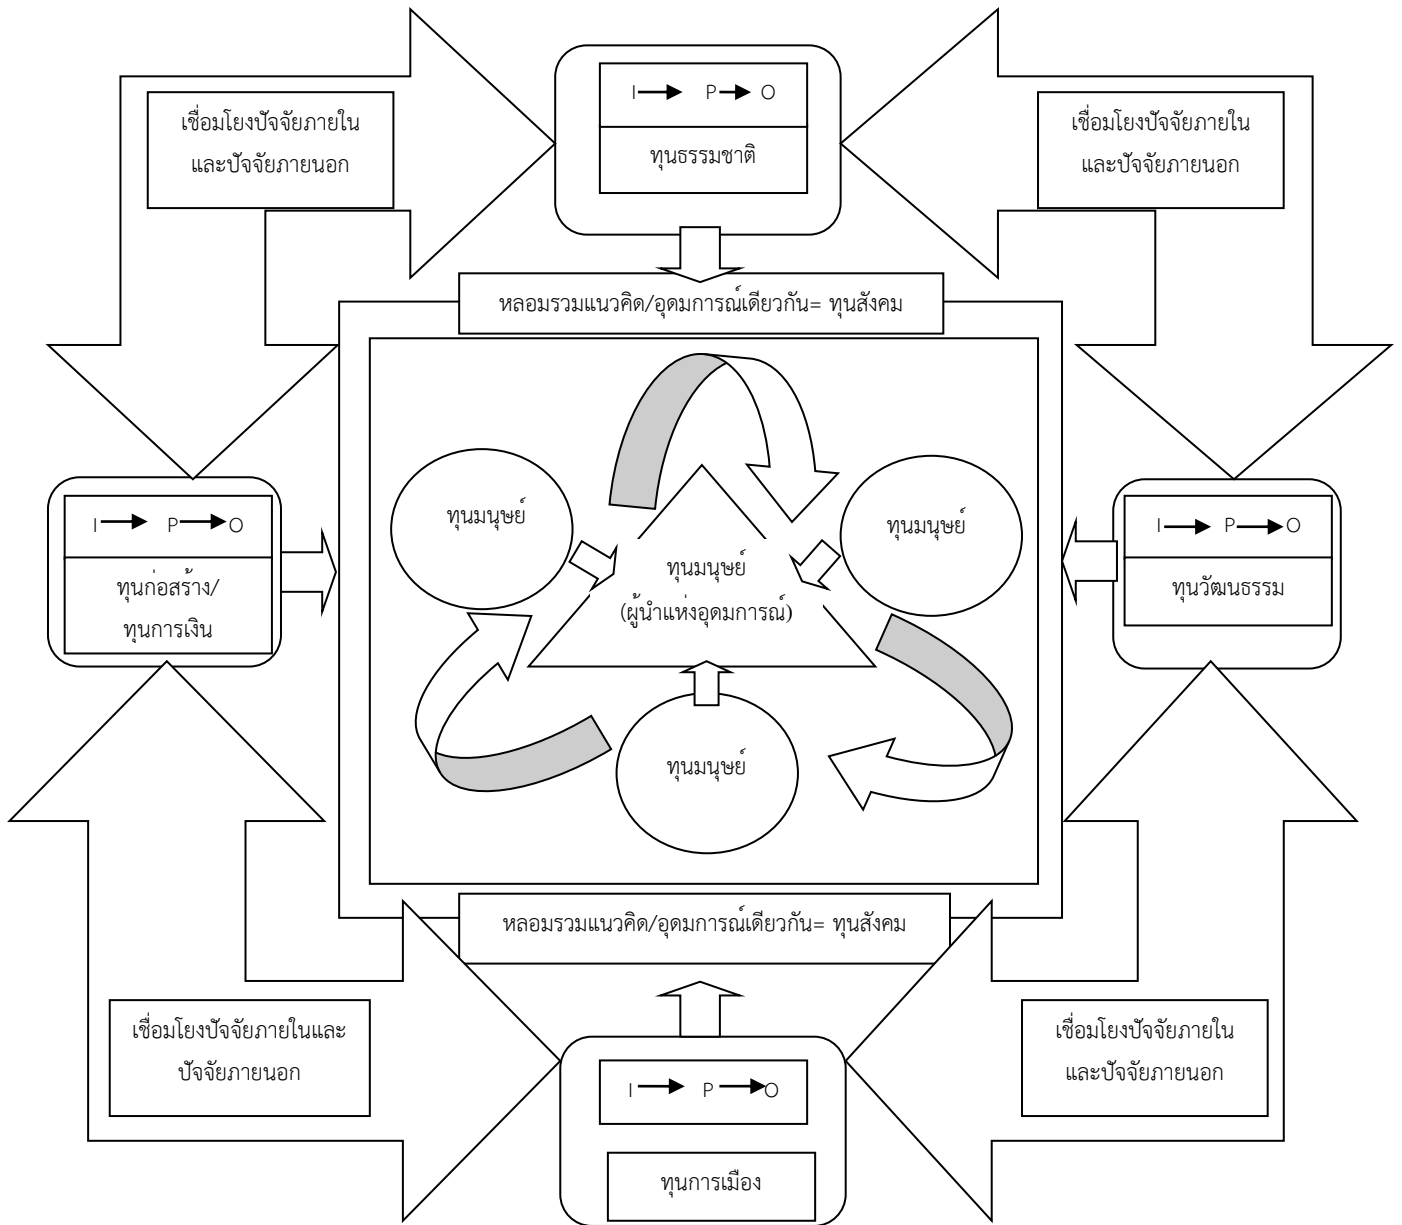 I P O
ทุนธรรมชาติ
เชื่อมโยงปัจจัยภายใน
และปัจจัยภายนอก
เชื่อมโยงปัจจัยภายใน
และปัจจัยภายนอก
หลอมรวมแนวคิด/อุดมการณ์เดียวกัน= ทุนสังคม
ทุนมนุษย์
ทุนมนุษย์
ทุนมนุษย์
(ผู้นำแห่งอุดมการณ์)
ทุนมนุษย์
I P O
ทุนก่อสร้าง/
ทุนการเงิน
I P O
ทุนวัฒนธรรม
หลอมรวมแนวคิด/อุดมการณ์เดียวกัน= ทุนสังคม
เชื่อมโยงปัจจัยภายในและ
ปัจจัยภายนอก
เชื่อมโยงปัจจัยภายใน
และปัจจัยภายนอก
I P O
ทุนการเมือง